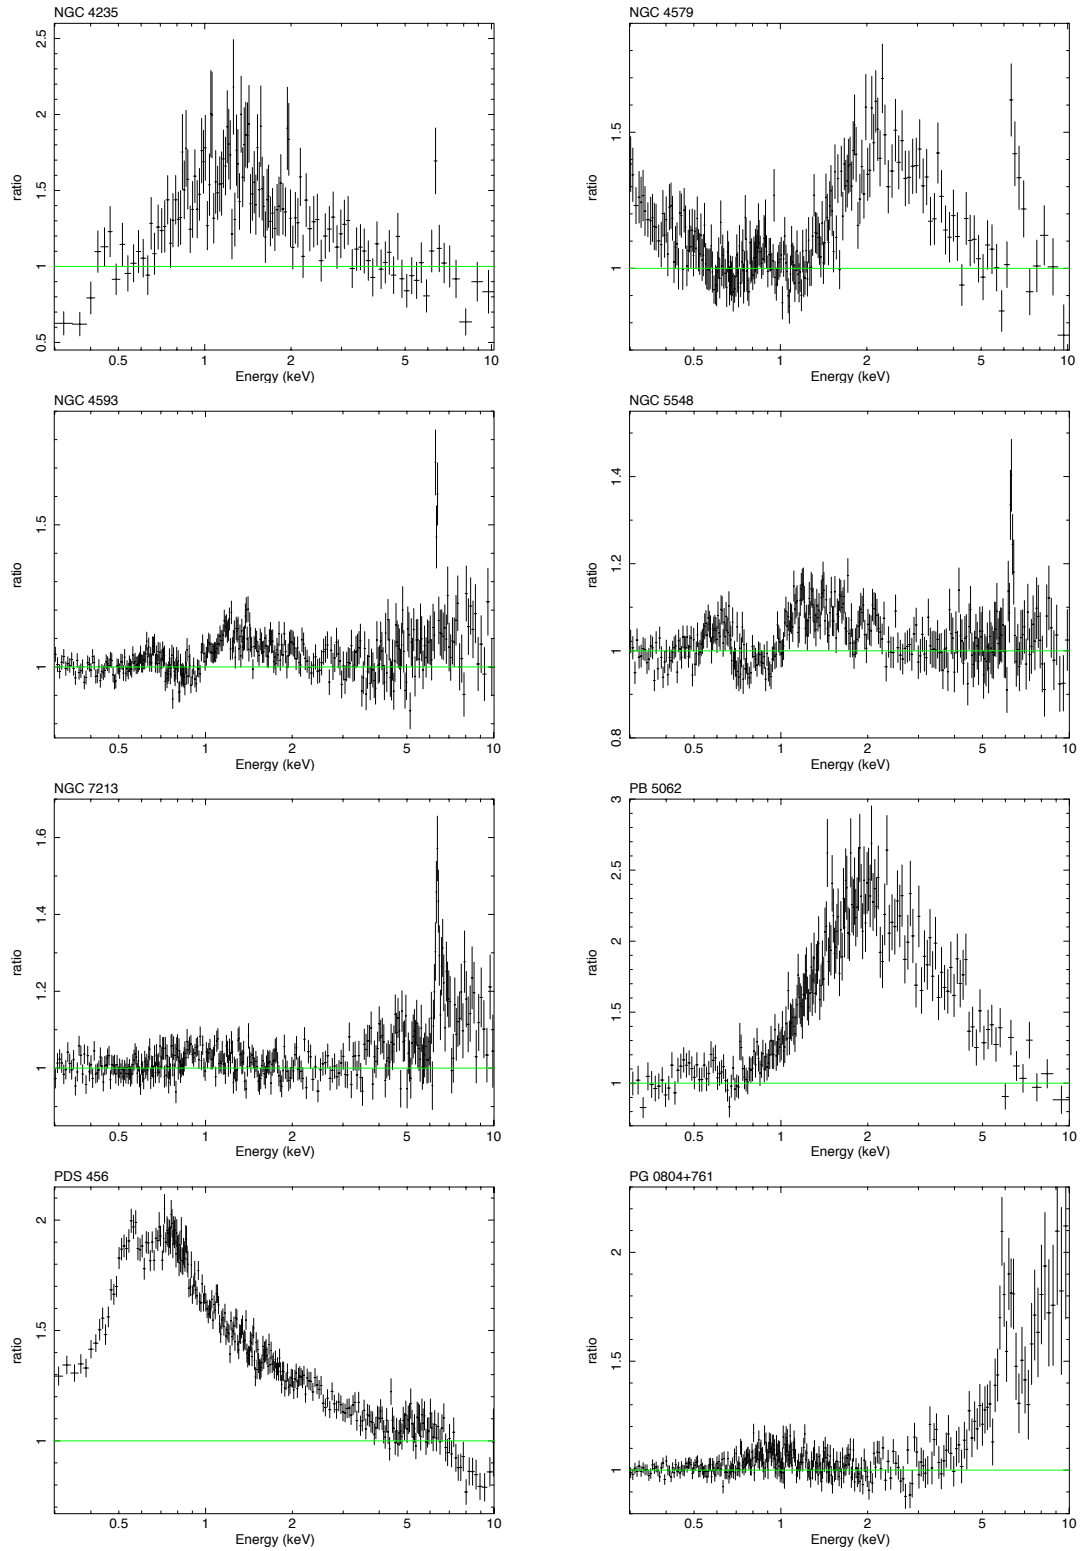 NGC 4235
2.5
2
1.5
1
0.5
ratio
0.5 1 2 5 10
Energy (keV)
NGC 4579
1.5
1
ratio
0.5 1 2 5 10
Energy (keV)
NGC 4593
1.5
1
ratio
0.5 1 2 5 10
Energy (keV)
NGC 5548
1.4
1.2
1
0.8
ratio
0.5 1 2 5 10
Energy (keV)
NGC 7213
1.6
1.4
1.2
1
ratio
0.5 1 2 5 10
Energy (keV)
PB 5062
3
2.5
2
1.5
1
ratio
0.5 1 2 5 10
Energy (keV)
PDS 456
2
1.5
1
ratio
0.5 1 2 5 10
Energy (keV)
PG 0804+761
2
1.5
1
ratio
0.5 1 2 5 10
Energy (keV)